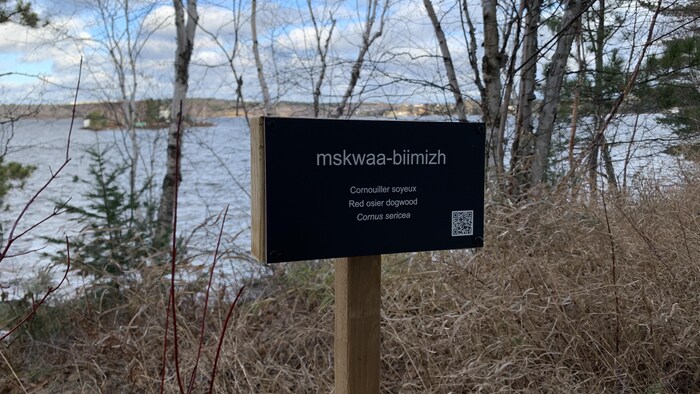 mskwaa-biimizh
Cornouiller soyeux
Red osier dogwood
Cornus sericea